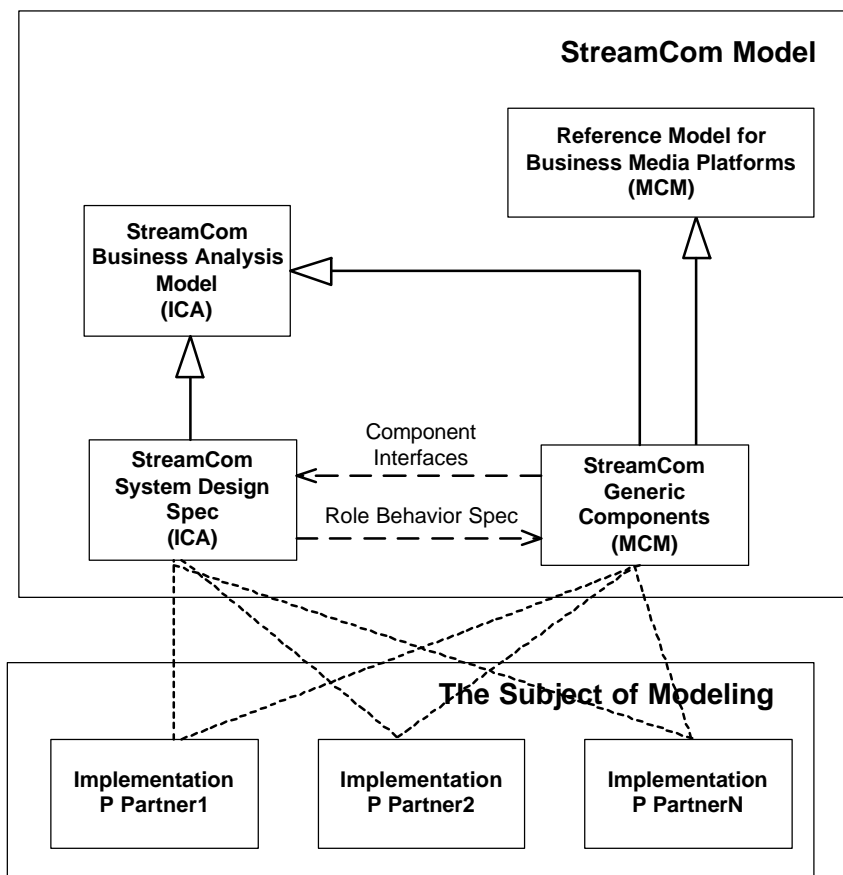 StreamCom Model
Reference Model for
Business Media Platforms
(MCM)
StreamCom
Business Analysis
Model
(ICA)
Component
Interfaces
StreamCom
System Design
Spec
(ICA)
Role Behavior Spec
StreamCom
Generic
Components
(MCM)
The Subject of Modeling
Implementation
P Partner1
Implementation
P Partner2
Implementation
P PartnerN